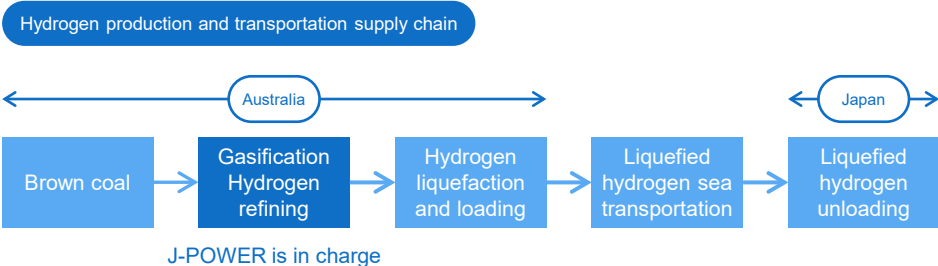 Hydrogen production and transportation supply chain
Australia
Japan
Brown coal
Gasification
Hydrogen
refining
Hydrogen
liquefaction
and loading
Liquefied
hydrogen sea
transportation
Liquefied
hydrogen
unloading
J-POWER is in charge